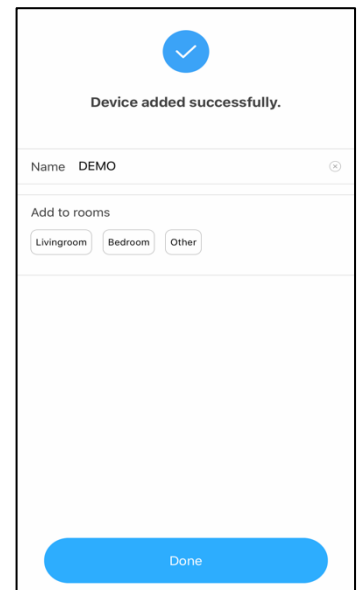 Device added successfully.
Name DEMO
Add to rooms
Livingroom Bedroom Other
Done